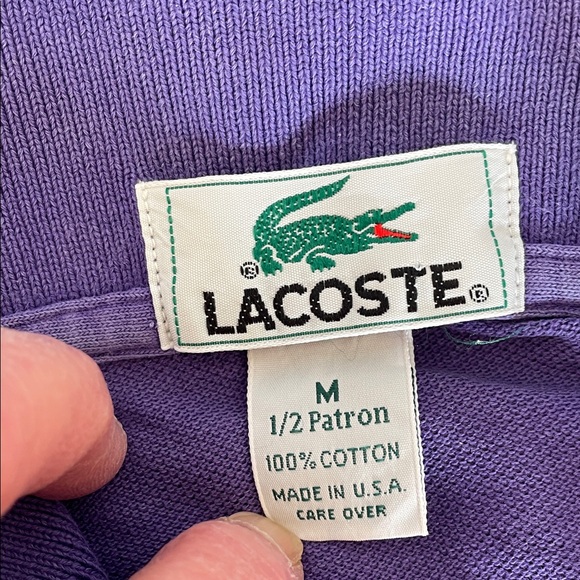 ® LACOSTE®
M
1/2 Patron
100% COTTON
MADE IN U.S.A.
CARE OVER